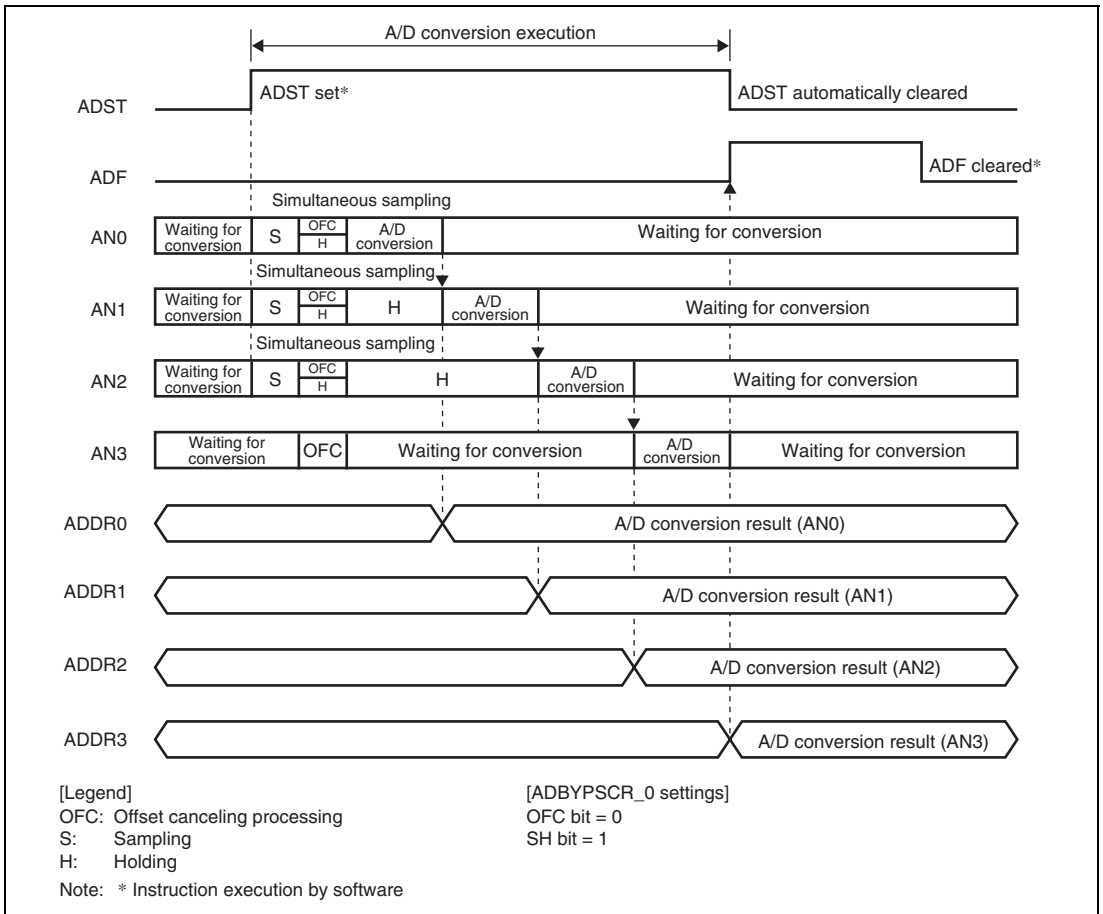 A/D conversion execution
ADST ADST set* ADST automatically cleared
ADF ADF cleared*
Simultaneous sampling
AN0 Waiting for conversion S OFC H A/D conversion Waiting for conversion
Simultaneous sampling
AN1 Waiting for conversion S OFC H H A/D conversion Waiting for conversion
Simultaneous sampling
AN2 Waiting for conversion S OFC H H A/D conversion Waiting for conversion
AN3 Waiting for conversion OFC Waiting for conversion A/D conversion Waiting for conversion
ADDR0 A/D conversion result (AN0)
ADDR1 A/D conversion result (AN1)
ADDR2 A/D conversion result (AN2)
ADDR3 A/D conversion result (AN3)
[Legend]
OFC: Offset canceling processing
S: Sampling
H: Holding
[ADBYPSCR_0 settings]
OFC bit = 0
SH bit = 1
Note: * Instruction execution by software